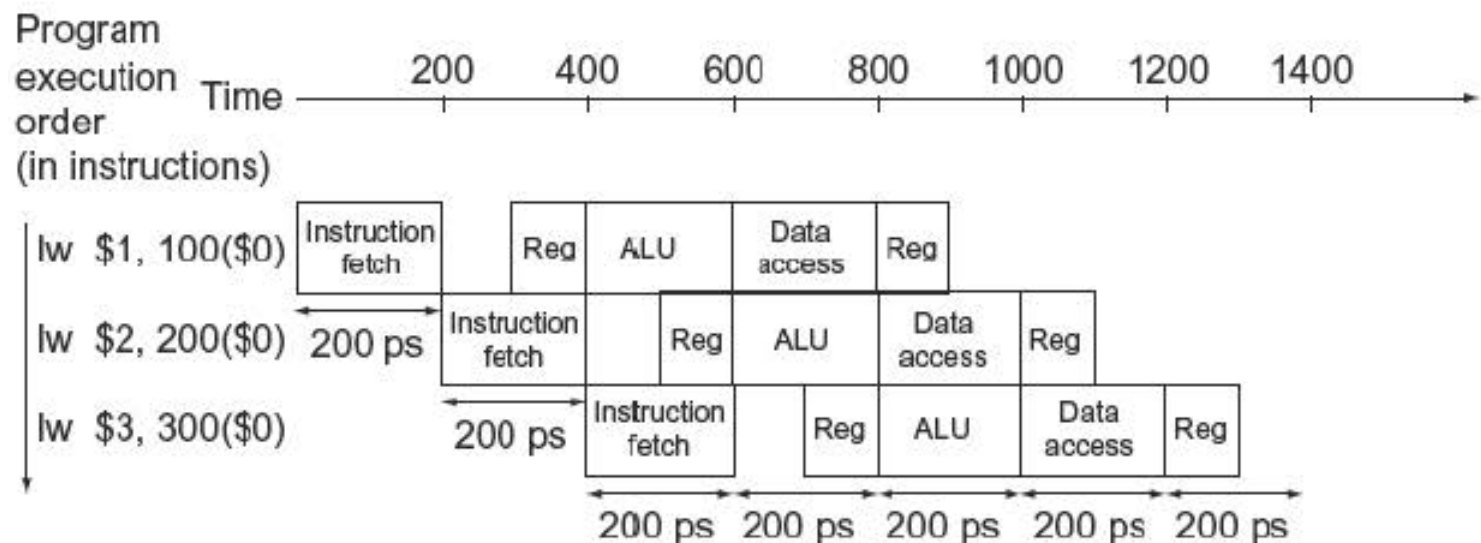 Program
execution
order
(in instructions)
Time
200 400 600 800 1000 1200 1400
lw $1, 100($0)
Instruction
fetch
Reg
ALU
Data
access
Reg
lw $2, 200($0)
200 ps
Instruction
fetch
Reg
ALU
Data
access
Reg
lw $3, 300($0)
200 ps
Instruction
fetch
Reg
ALU
Data
access
Reg
200 ps 200 ps 200 ps 200 ps 200 ps